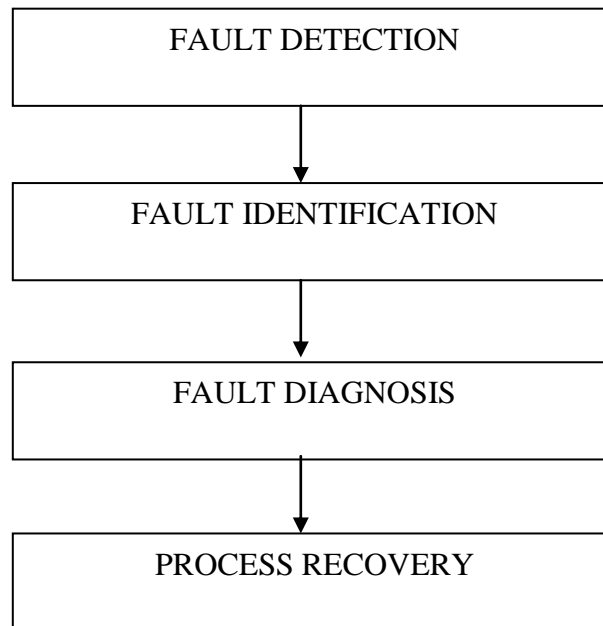 FAULT DETECTION
FAULT IDENTIFICATION
FAULT DIAGNOSIS
PROCESS RECOVERY